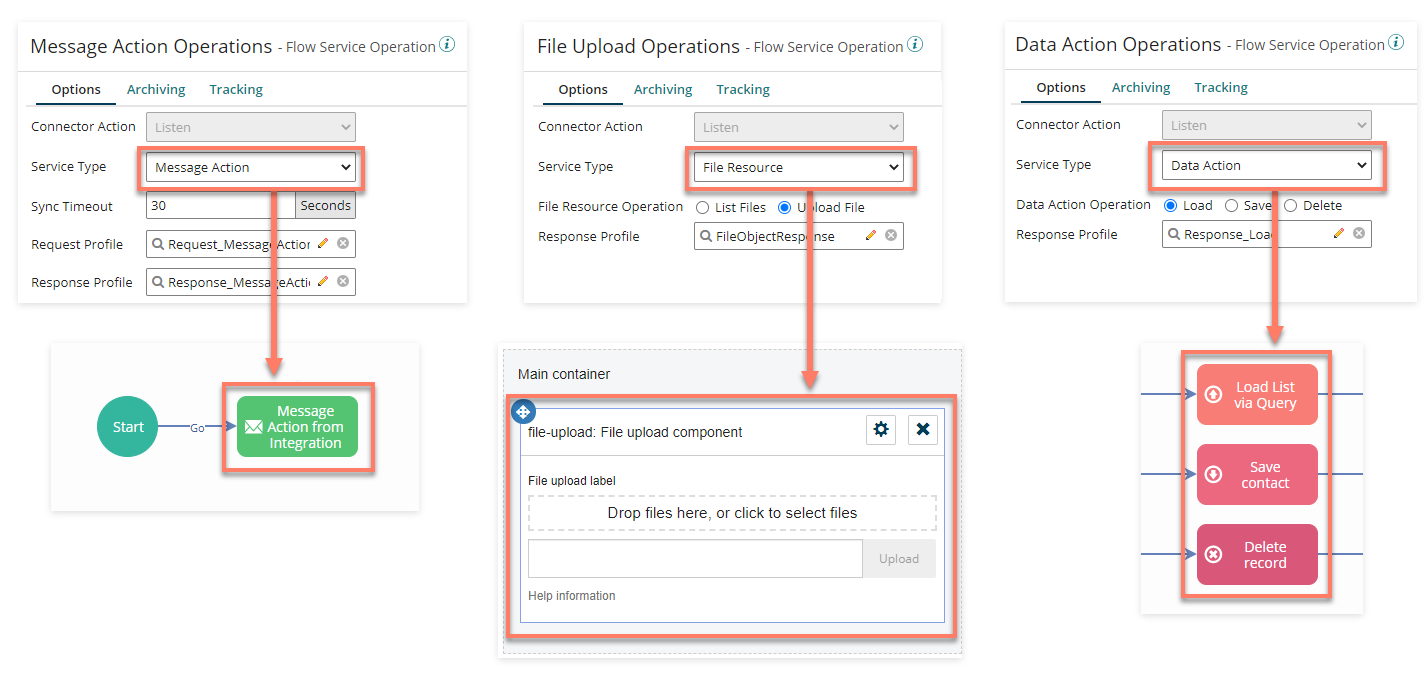 Message Action Operations - Flow Service Operation i
Options Archiving Tracking
Connector Action Listen
Service Type Message Action
Sync Timeout 30 Seconds
Request Profile Request_MessageAction
Response Profile Response_MessageActi
Start
Go
Message
Action from
Integration
File Upload Operations - Flow Service Operation i
Options Archiving Tracking
Connector Action Listen
Service Type File Resource
File Resource Operation List Files Upload File
Response Profile FileObjectResponse
Main container
file-upload: File upload component
File upload label
Drop files here, or click to select files
Upload
Help information
Data Action Operations - Flow Service Operation i
Options Archiving Tracking
Connector Action Listen
Service Type Data Action
Data Action Operation Load Save Delete
Response Profile Response_Load
Load List
via Query
Save
contact
Delete
record